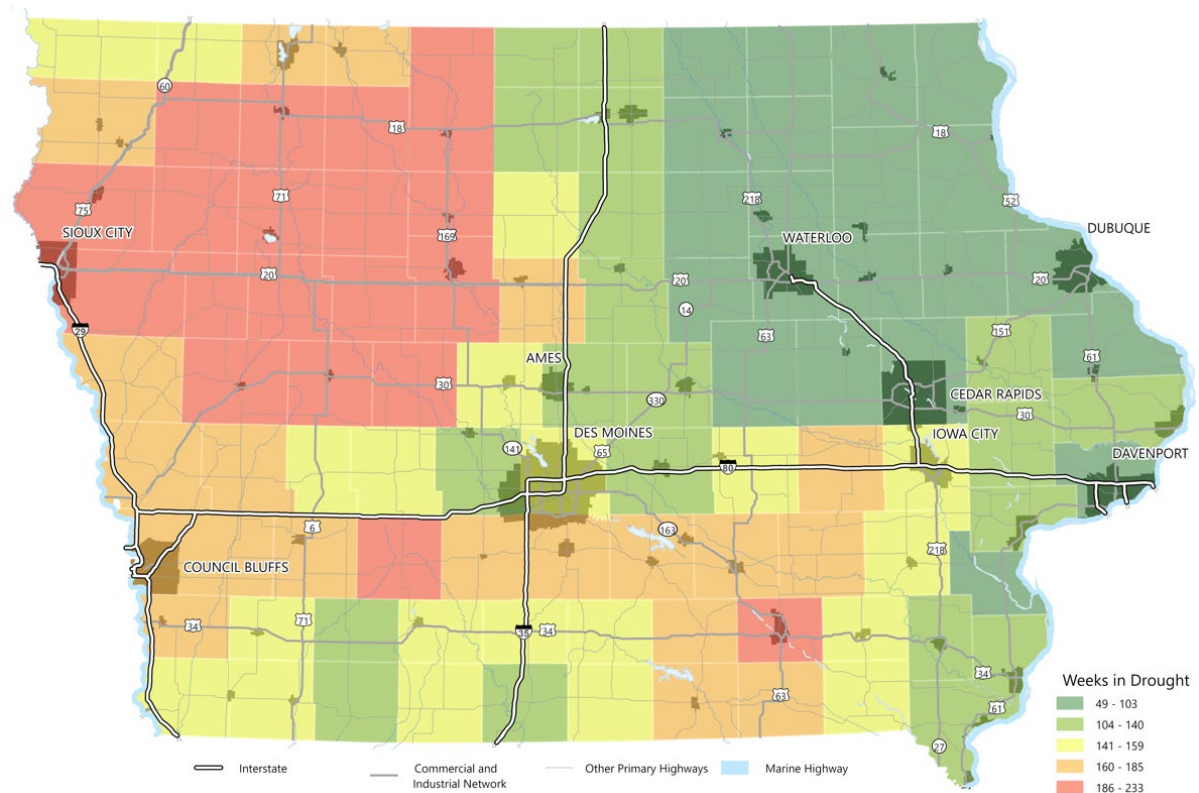 60
18
18
71
75
218
52
SIOUX CITY
169
WATERLOO
DUBUQUE
20
20
20
14
29
63
151
AMES
61
30
330
CEDAR RAPIDS
30
DES MOINES
IOWA CITY
141
65
80
DAVENPORT
6
163
218
COUNCIL BLUFFS
34
71
35
34
34
63
61
27
Weeks in Drought
49 - 103
104 - 140
141 - 159
160 - 185
186 - 233
Interstate
Commercial and
Industrial Network
Other Primary Highways
Marine Highway